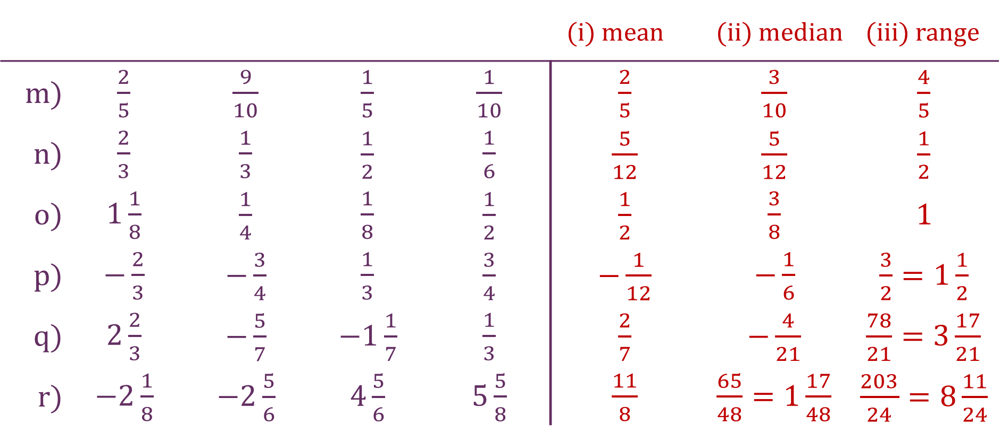 (i) mean (ii) median (iii) range
m) 2/5 9/10 1/5 1/10 2/5 3/10 4/5
n) 2/3 1/3 1/2 1/6 5/12 5/12 1/2
o) 1 1/8 1/4 1/8 1/2 1/2 3/8 1
p) −2/3 −3/4 1/3 3/4 −1/12 −1/6 3/2 = 1 1/2
q) 2 2/3 −5/7 −1 1/7 1/3 2/7 −4/21 78/21 = 3 17/21
r) −2 1/8 −2 5/6 4 5/6 5 5/8 11/8 65/48 = 1 17/48 203/24 = 8 11/24